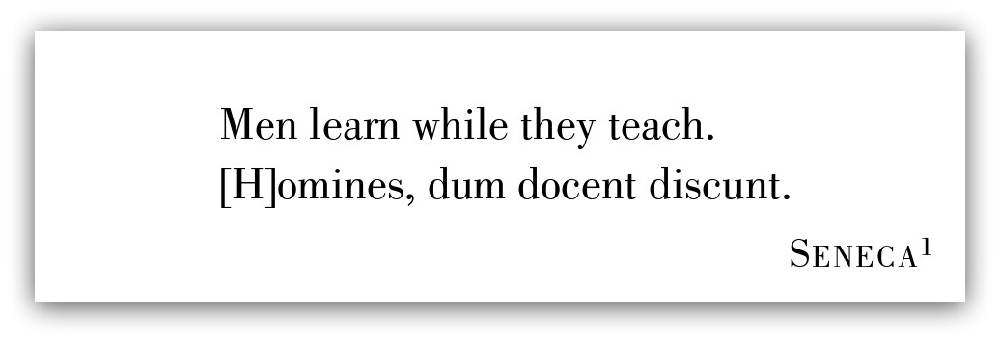 Men learn while they teach.
[H]omines, dum docent discunt.
SENECA¹